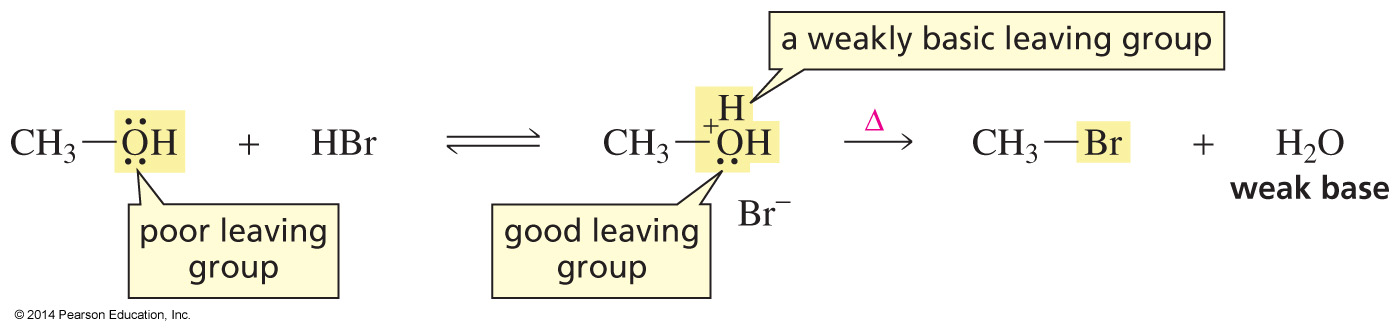 a weakly basic leaving group
CH₃—ÖH + HBr ⇌ CH₃—⁺OH Δ → CH₃—Br + H₂O
H
weak base
Br⁻
poor leaving
group
good leaving
group
© 2014 Pearson Education, Inc.